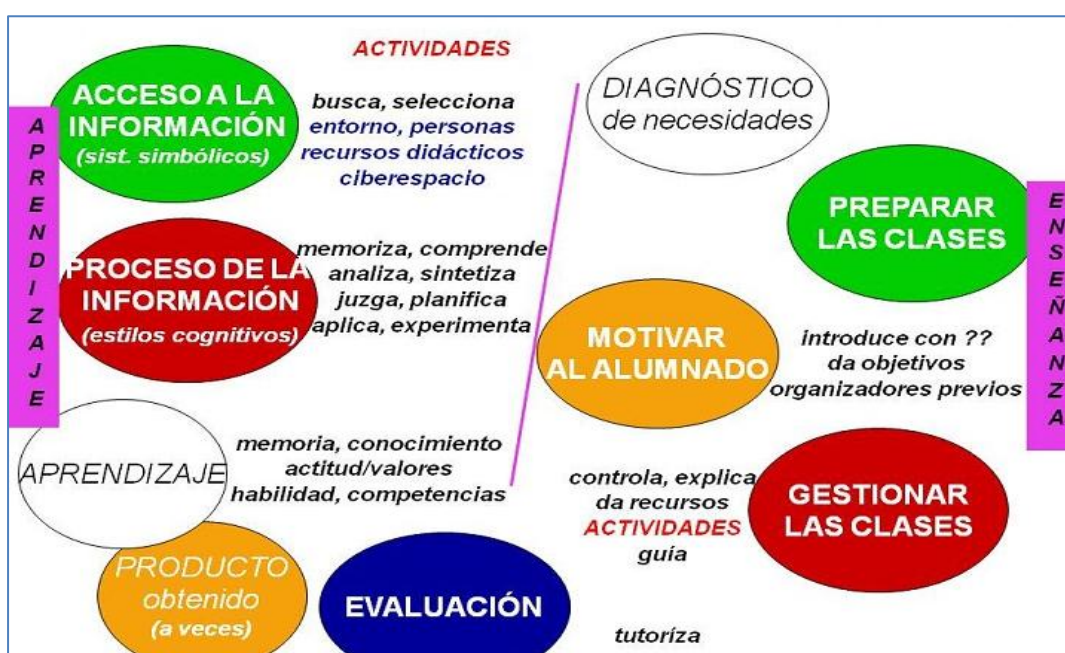 APRENDIZAJE
ACTIVIDADES
ACCESO A LA
INFORMACIÓN
(sist. simbólicos)
busca, selecciona
entorno, personas
recursos didácticos
ciberespacio
PROCESO DE LA
INFORMACIÓN
(estilos cognitivos)
memoriza, comprende
analiza, sintetiza
juzga, planifica
aplica, experimenta
APRENDIZAJE
memoria, conocimiento
actitud/valores
habilidad, competencias
PRODUCTO
obtenido
(a veces)
EVALUACIÓN
DIAGNÓSTICO
de necesidades
PREPARAR
LAS CLASES
ENSEÑANZA
MOTIVAR
AL ALUMNADO
introduce con ??
da objetivos
organizadores previos
controla, explica
da recursos
ACTIVIDADES
guía
GESTIONAR
LAS CLASES
tutoríza